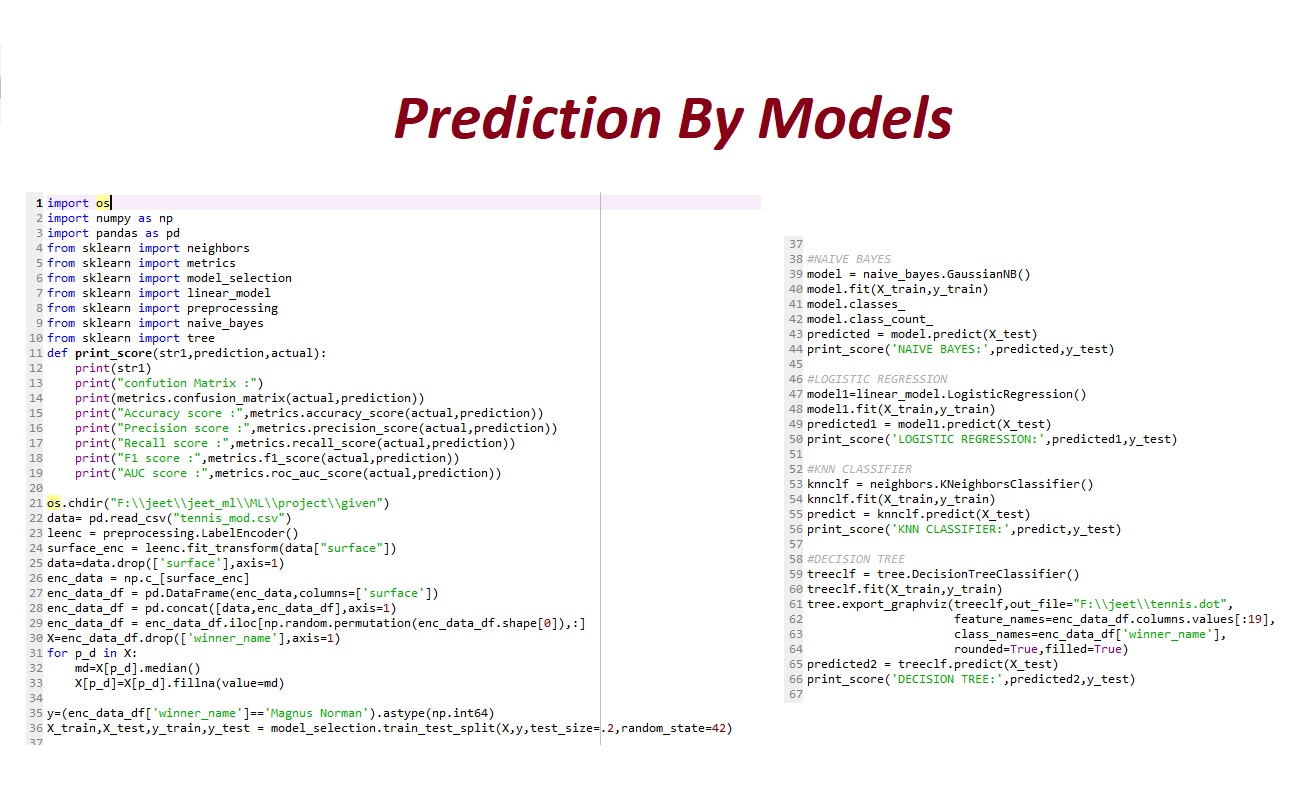 Prediction By Models
1 import os
2 import numpy as np
3 import pandas as pd
4 from sklearn import neighbors
5 from sklearn import metrics
6 from sklearn import model_selection
7 from sklearn import linear_model
8 from sklearn import preprocessing
9 from sklearn import naive_bayes
10 from sklearn import tree
11 def print_score(str1,prediction,actual):
12     print(str1)
13     print("confution Matrix :")
14     print(metrics.confusion_matrix(actual,prediction))
15     print("Accuracy score :",metrics.accuracy_score(actual,prediction))
16     print("Precision score :",metrics.precision_score(actual,prediction))
17     print("Recall score :",metrics.recall_score(actual,prediction))
18     print("F1 score :",metrics.f1_score(actual,prediction))
19     print("AUC score :",metrics.roc_auc_score(actual,prediction))
20
21 os.chdir("F:\\jeet\\jeet_ml\\ML\\project\\given")
22 data= pd.read_csv("tennis_mod.csv")
23 leenc = preprocessing.LabelEncoder()
24 surface_enc = leenc.fit_transform(data["surface"])
25 data=data.drop(['surface'],axis=1)
26 enc_data = np.c_[surface_enc]
27 enc_data_df = pd.DataFrame(enc_data,columns=['surface'])
28 enc_data_df = pd.concat([data,enc_data_df],axis=1)
29 enc_data_df = enc_data_df.iloc[np.random.permutation(enc_data_df.shape[0]),:]
30 X=enc_data_df.drop(['winner_name'],axis=1)
31 for p_d in X:
32     md=X[p_d].median()
33     X[p_d]=X[p_d].fillna(value=md)
34
35 y=(enc_data_df['winner_name']=='Magnus Norman').astype(np.int64)
36 X_train,X_test,y_train,y_test = model_selection.train_test_split(X,y,test_size=.2,random_state=42)
37
37
38 #NAIVE BAYES
39 model = naive_bayes.GaussianNB()
40 model.fit(X_train,y_train)
41 model.classes_
42 model.class_count_
43 predicted = model.predict(X_test)
44 print_score('NAIVE BAYES:',predicted,y_test)
45
46 #LOGISTIC REGRESSION
47 model1=linear_model.LogisticRegression()
48 model1.fit(X_train,y_train)
49 predicted1 = model1.predict(X_test)
50 print_score('LOGISTIC REGRESSION:',predicted1,y_test)
51
52 #KNN CLASSIFIER
53 knnclf = neighbors.KNeighborsClassifier()
54 knnclf.fit(X_train,y_train)
55 predict = knnclf.predict(X_test)
56 print_score('KNN CLASSIFIER:',predict,y_test)
57
58 #DECISION TREE
59 treeclf = tree.DecisionTreeClassifier()
60 treeclf.fit(X_train,y_train)
61 tree.export_graphviz(treeclf,out_file="F:\\jeet\\tennis.dot",
62                      feature_names=enc_data_df.columns.values[:19],
63                      class_names=enc_data_df['winner_name'],
64                      rounded=True,filled=True)
65 predicted2 = treeclf.predict(X_test)
66 print_score('DECISION TREE:',predicted2,y_test)
67